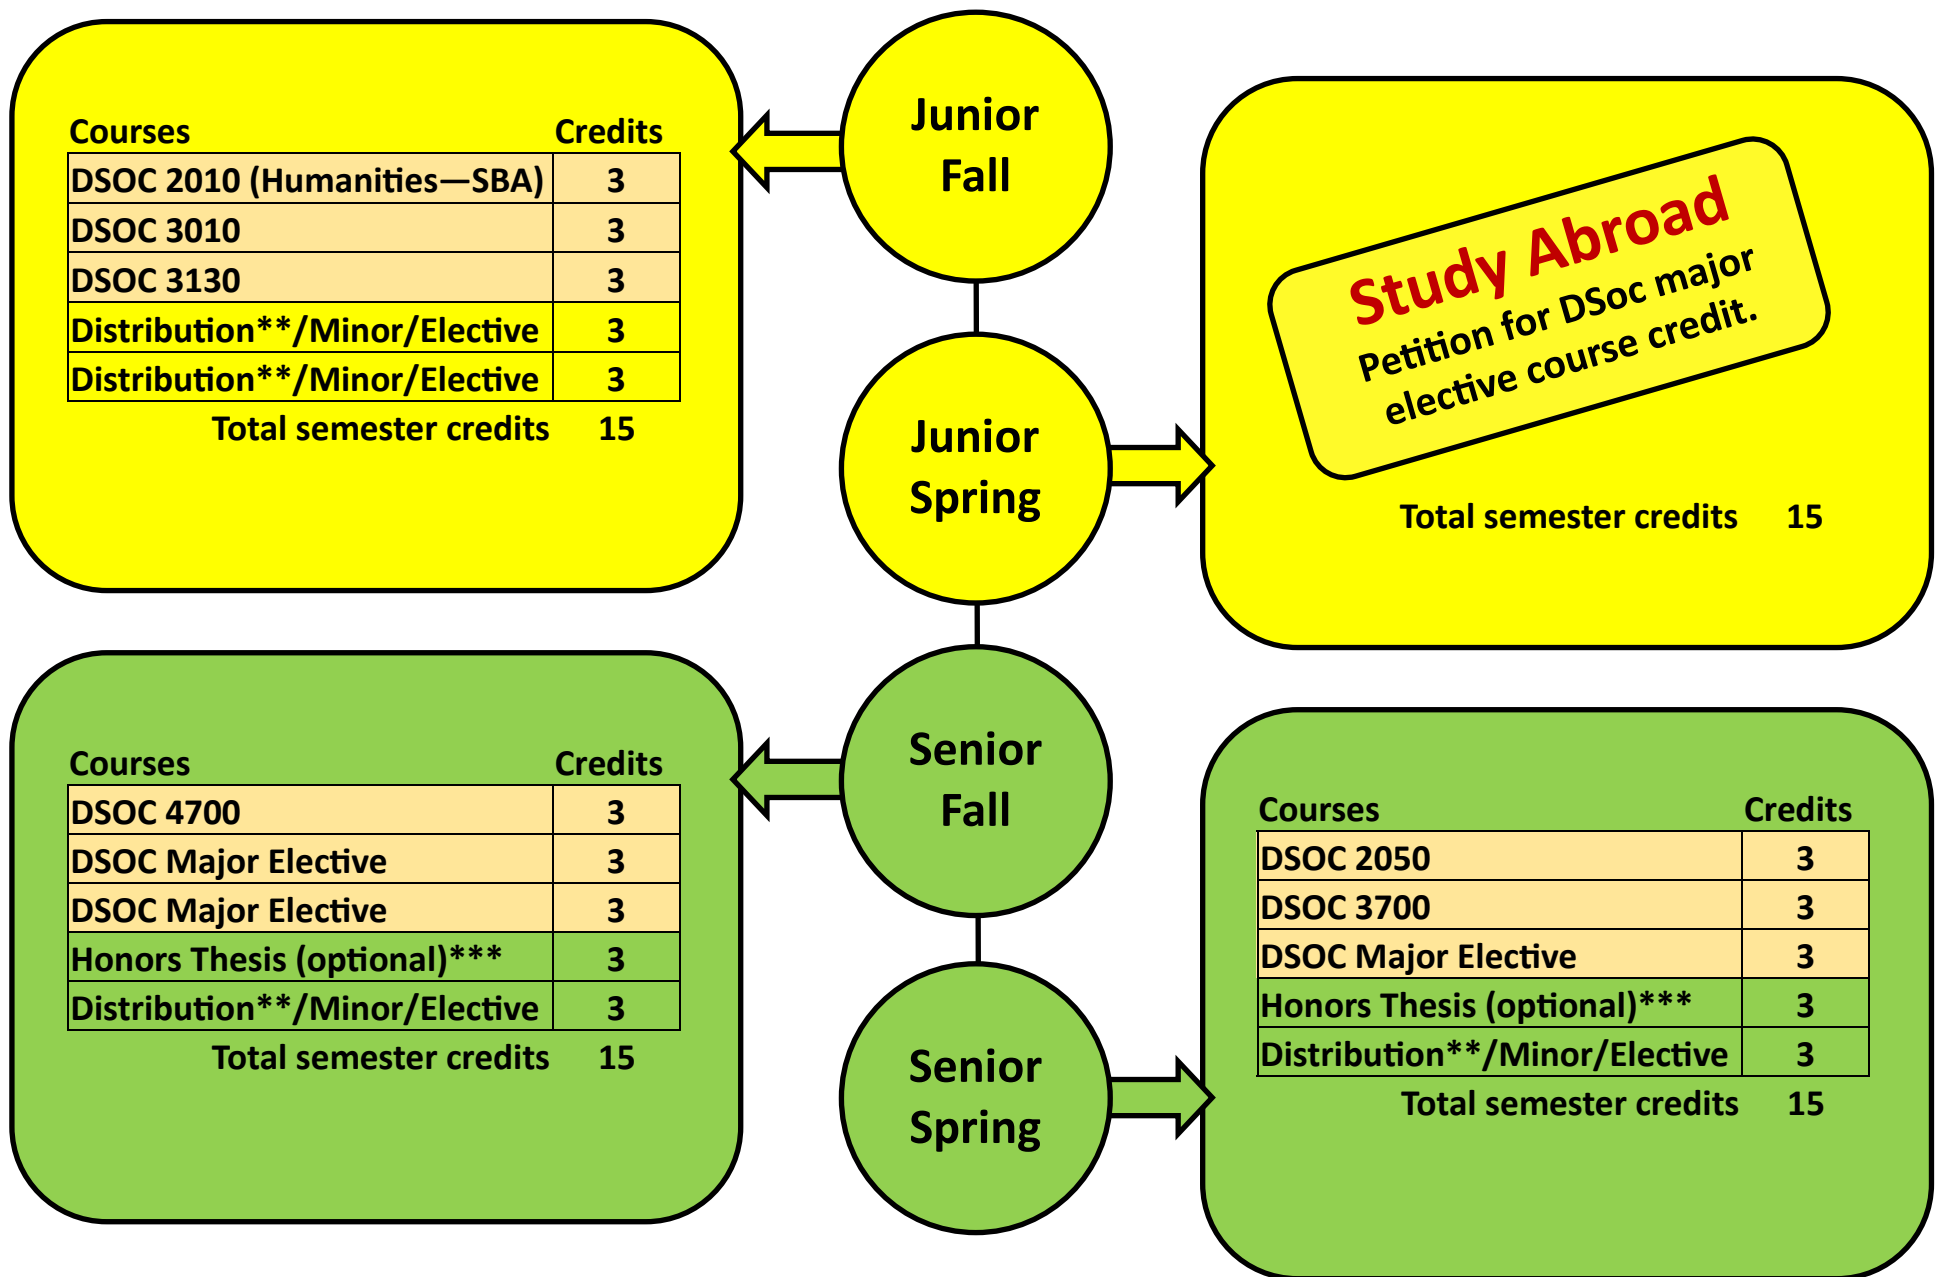 Junior
Fall
Courses Credits
DSOC 2010 (Humanities—SBA) 3
DSOC 3010 3
DSOC 3130 3
Distribution**/Minor/Elective 3
Distribution**/Minor/Elective 3
Total semester credits 15
Junior
Spring
Study Abroad
Petition for DSoc major
elective course credit.
Total semester credits 15
Senior
Fall
Courses Credits
DSOC 4700 3
DSOC Major Elective 3
DSOC Major Elective 3
Honors Thesis (optional)*** 3
Distribution**/Minor/Elective 3
Total semester credits 15
Senior
Spring
Courses Credits
DSOC 2050 3
DSOC 3700 3
DSOC Major Elective 3
Honors Thesis (optional)*** 3
Distribution**/Minor/Elective 3
Total semester credits 15